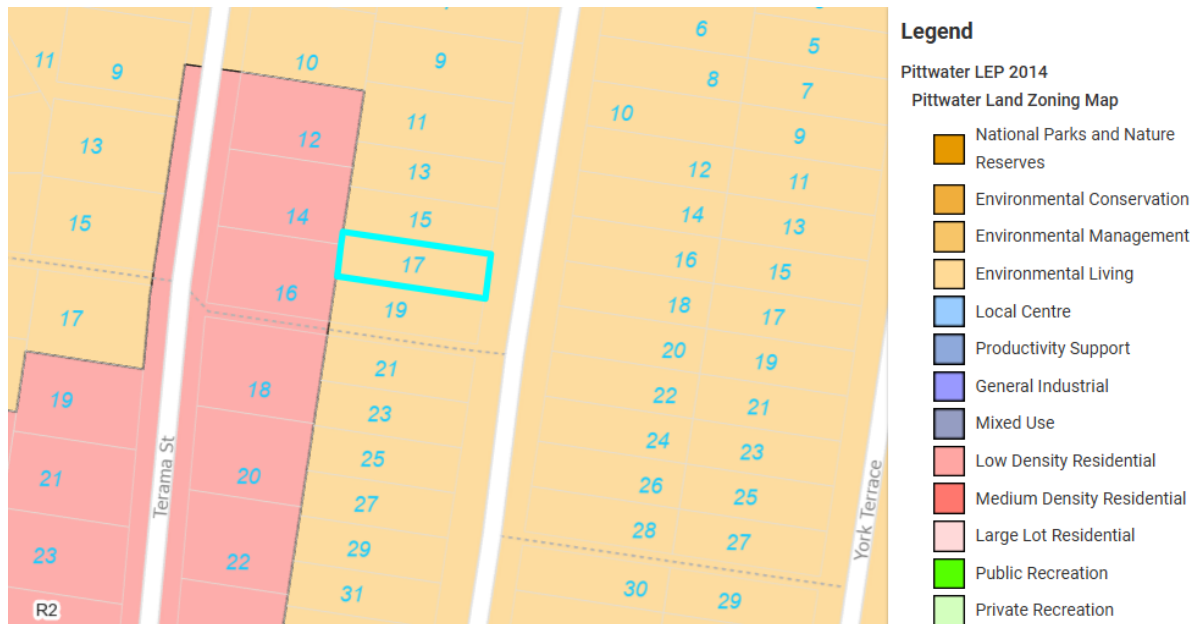 6
5
10
11
9
9
8
7
10
11
12
9
13
13
12
11
15
14
14
13
15
17
16
15
16
19
18
17
17
20
19
21
18
22
21
19
23
24
23
25
20
21
26
25
27
28
27
29
22
23
31
30
29
Terama St
York Terrace
R2
Legend
Pittwater LEP 2014
Pittwater Land Zoning Map
National Parks and Nature
Reserves
Environmental Conservation
Environmental Management
Environmental Living
Local Centre
Productivity Support
General Industrial
Mixed Use
Low Density Residential
Medium Density Residential
Large Lot Residential
Public Recreation
Private Recreation